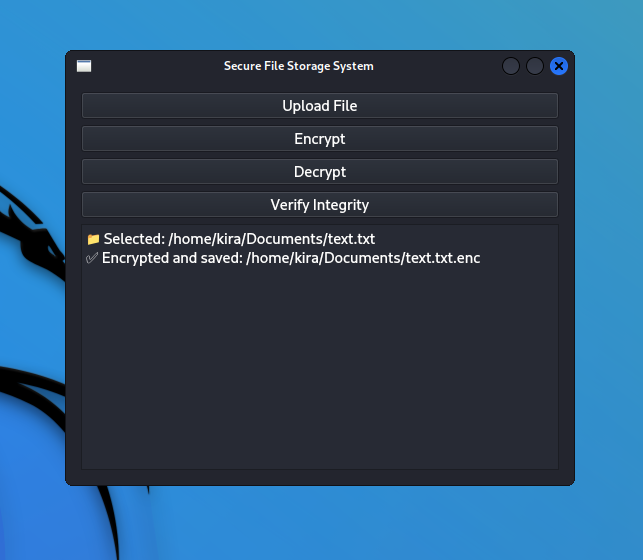 Secure File Storage System
Upload File
Encrypt
Decrypt
Verify Integrity
📁 Selected: /home/kira/Documents/text.txt
✅ Encrypted and saved: /home/kira/Documents/text.txt.enc